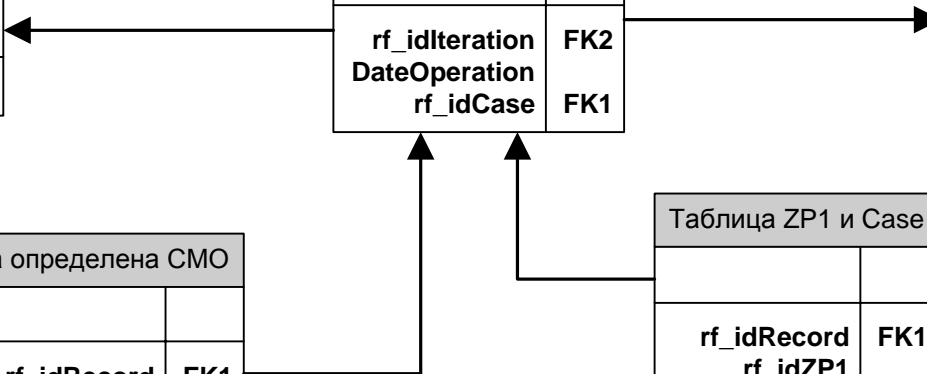 rf_idIteration FK2
DateOperation
rf_idCase FK1
Таблица ZP1 и Case
определена СМО
rf_idRecord FK1
rf_idZP1
rf_idRecord FK1